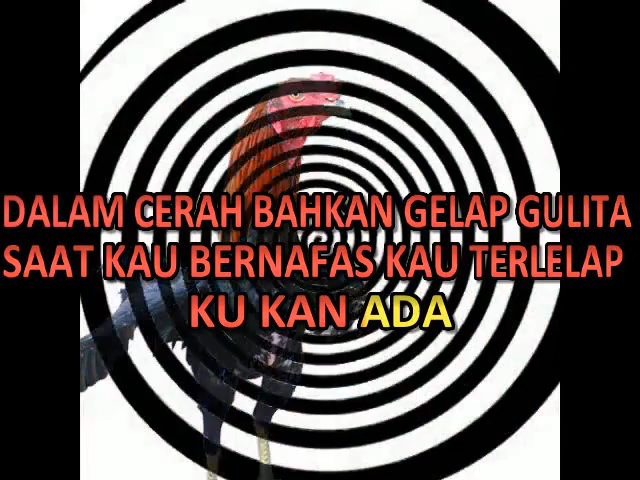 DALAM CERAH BAHKAN GELAP GULITA
SAAT KAU BERNAFAS KAU TERLELAP
KU KAN ADA